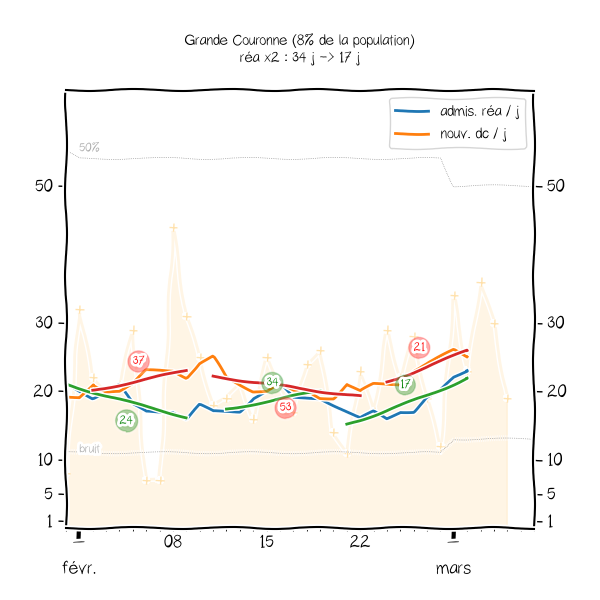 Grande Couronne (8% de la population)
réa x2 : 34 j -> 17 j
admis. réa / j
nouv. dc / j
50%
50 50
37 21
30 30
34 17
20 20
24 53
bruit
10 10
5 5
1 1
1 08 15 22 1
févr. mars